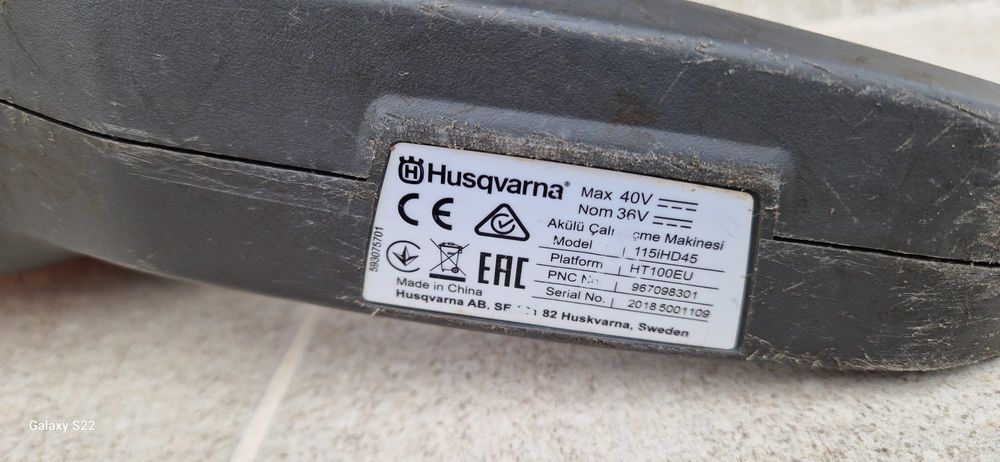 Husqvarna®
Max 40V
Nom 36V
Akülü Makinesi
Model 115iHD45
Platform HT100EU
PNC 967098301
Serial No. 2018 5001109
CE
EAC
593075701
Made in China
Husqvarna AB, 82 Huskvarna, Sweden
Galaxy S22